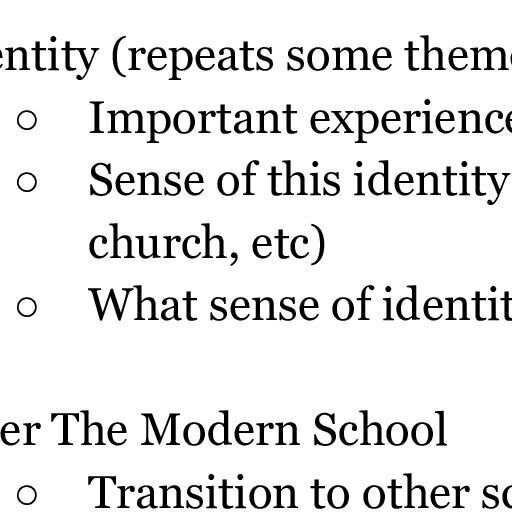 entity (repeats some theme
○ Important experience
○ Sense of this identity
church, etc)
○ What sense of identit
er The Modern School
○ Transition to other sc